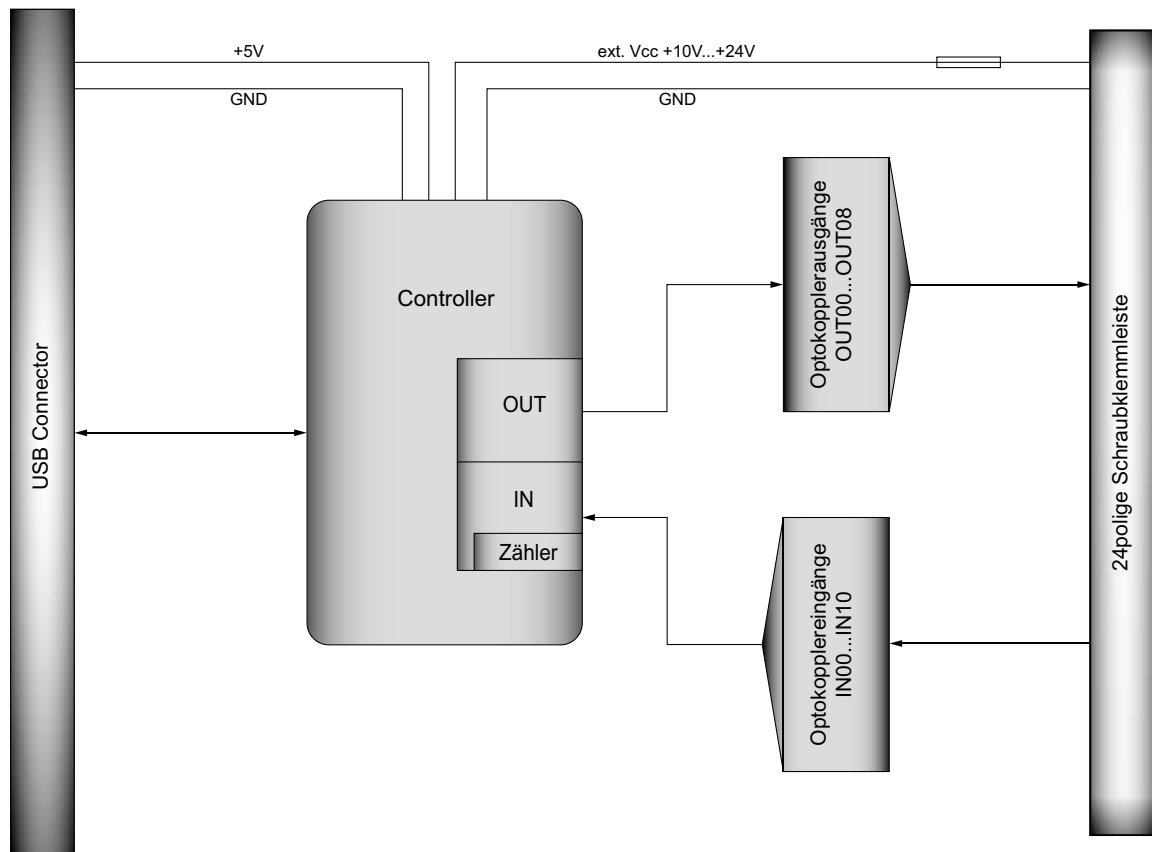 +5V
ext. Vcc +10V...+24V
GND
GND
Optokopplerausgänge
OUT00...OUT08
Controller
USB Connector
OUT
24polige Schraubklemmleiste
IN
Zähler
Optokopplereingänge
IN00...IN10